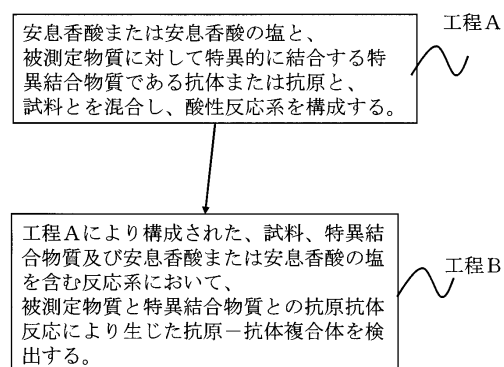 安息香酸または安息香酸の塩と、
被測定物質に対して特異的に結合する特
異結合物質である抗体または抗原と、
試料とを混合し、酸性反応系を構成する。
工程A
工程Aにより構成された、試料、特異結
合物質及び安息香酸または安息香酸の塩
を含む反応系において、
被測定物質と特異結合物質との抗原抗体
反応により生じた抗原－抗体複合体を検
出する。
工程B